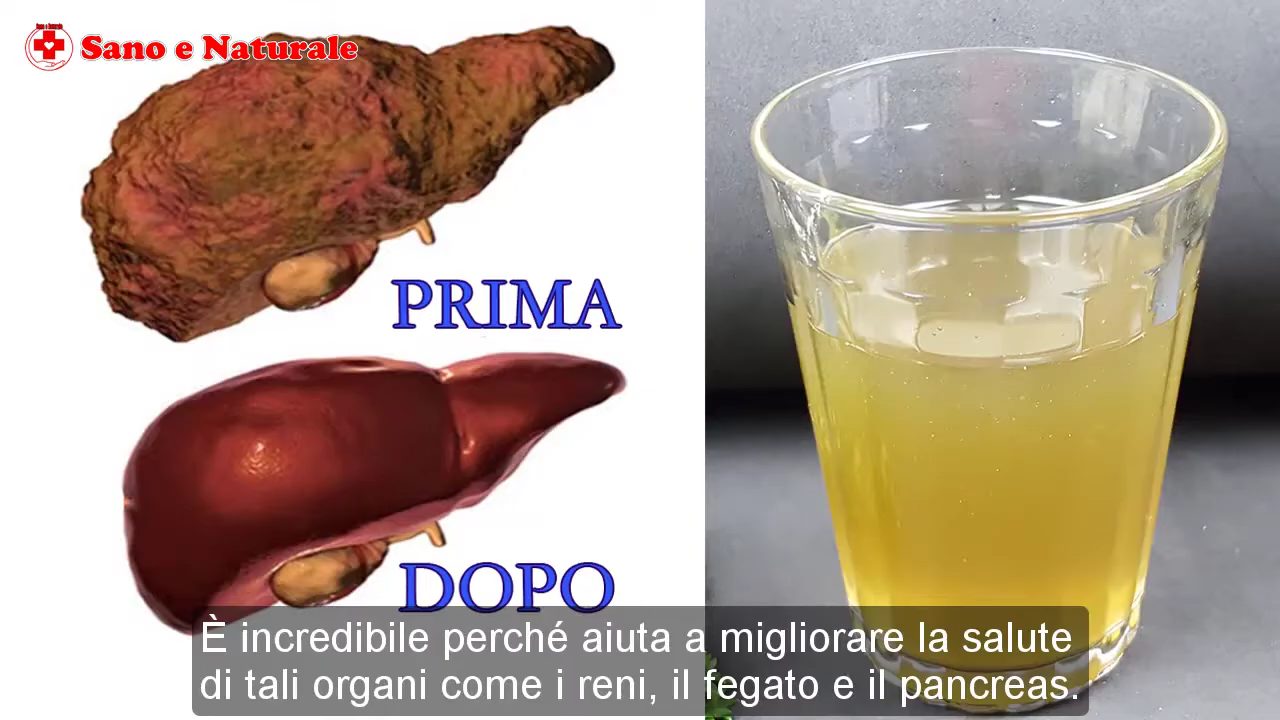 Sano e Naturale
PRIMA
DOPO
È incredibile perché aiuta a migliorare la salute
di tali organi come i reni, il fegato e il pancreas.